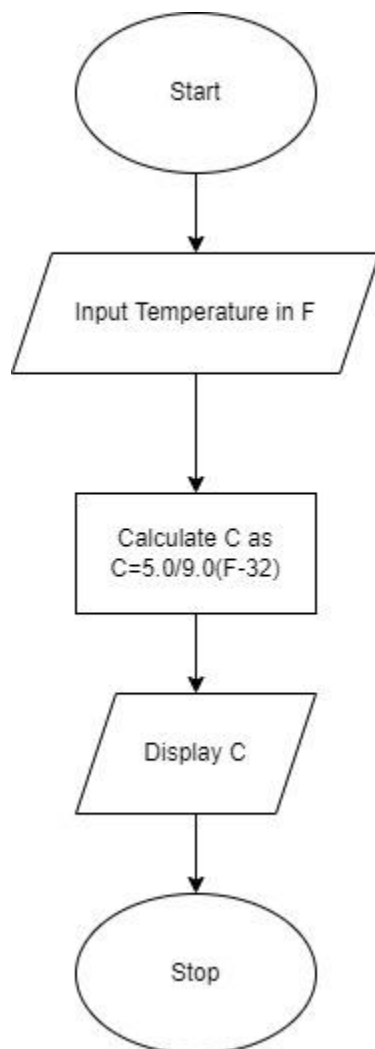 Start
Input Temperature in F
Calculate C as
C=5.0/9.0(F-32)
Display C
Stop